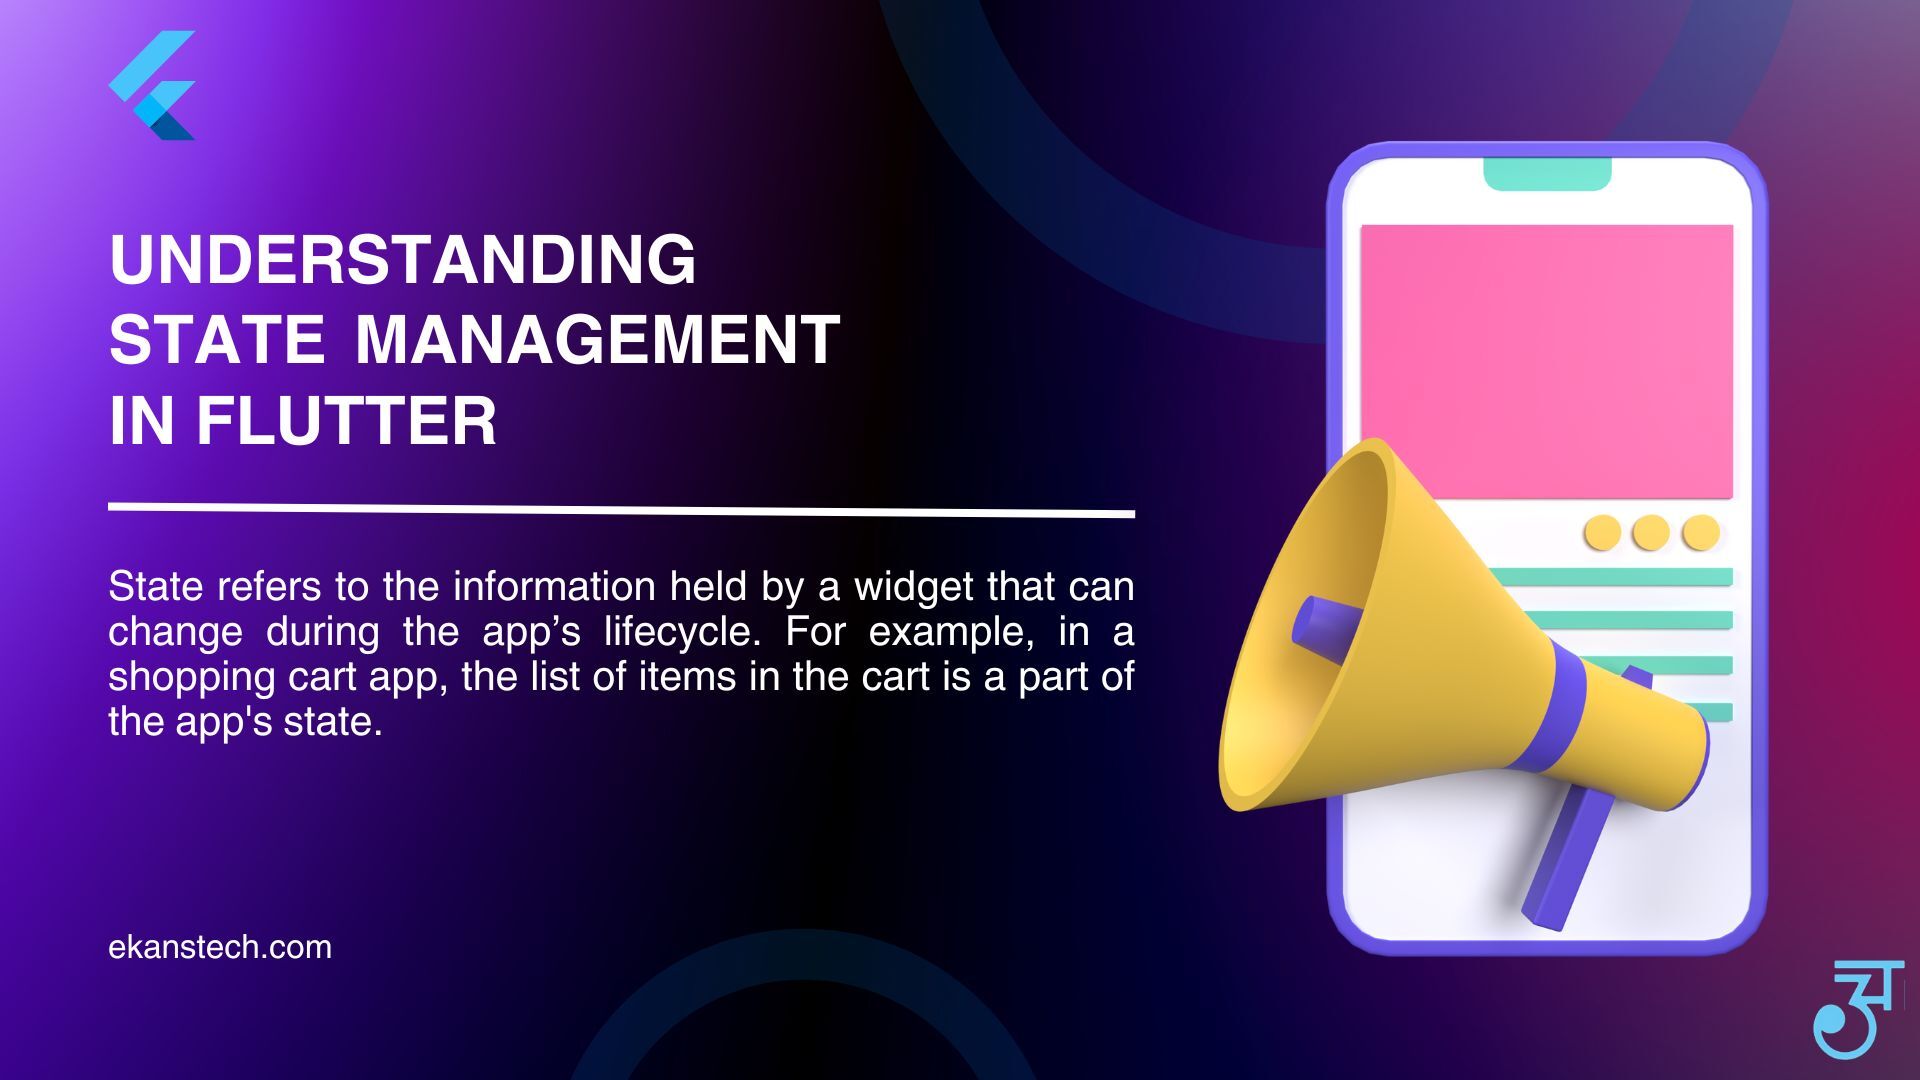 UNDERSTANDING
STATE MANAGEMENT
IN FLUTTER
State refers to the information held by a widget that can
change during the app’s lifecycle. For example, in a
shopping cart app, the list of items in the cart is a part of
the app's state.
ekanstech.com
अ